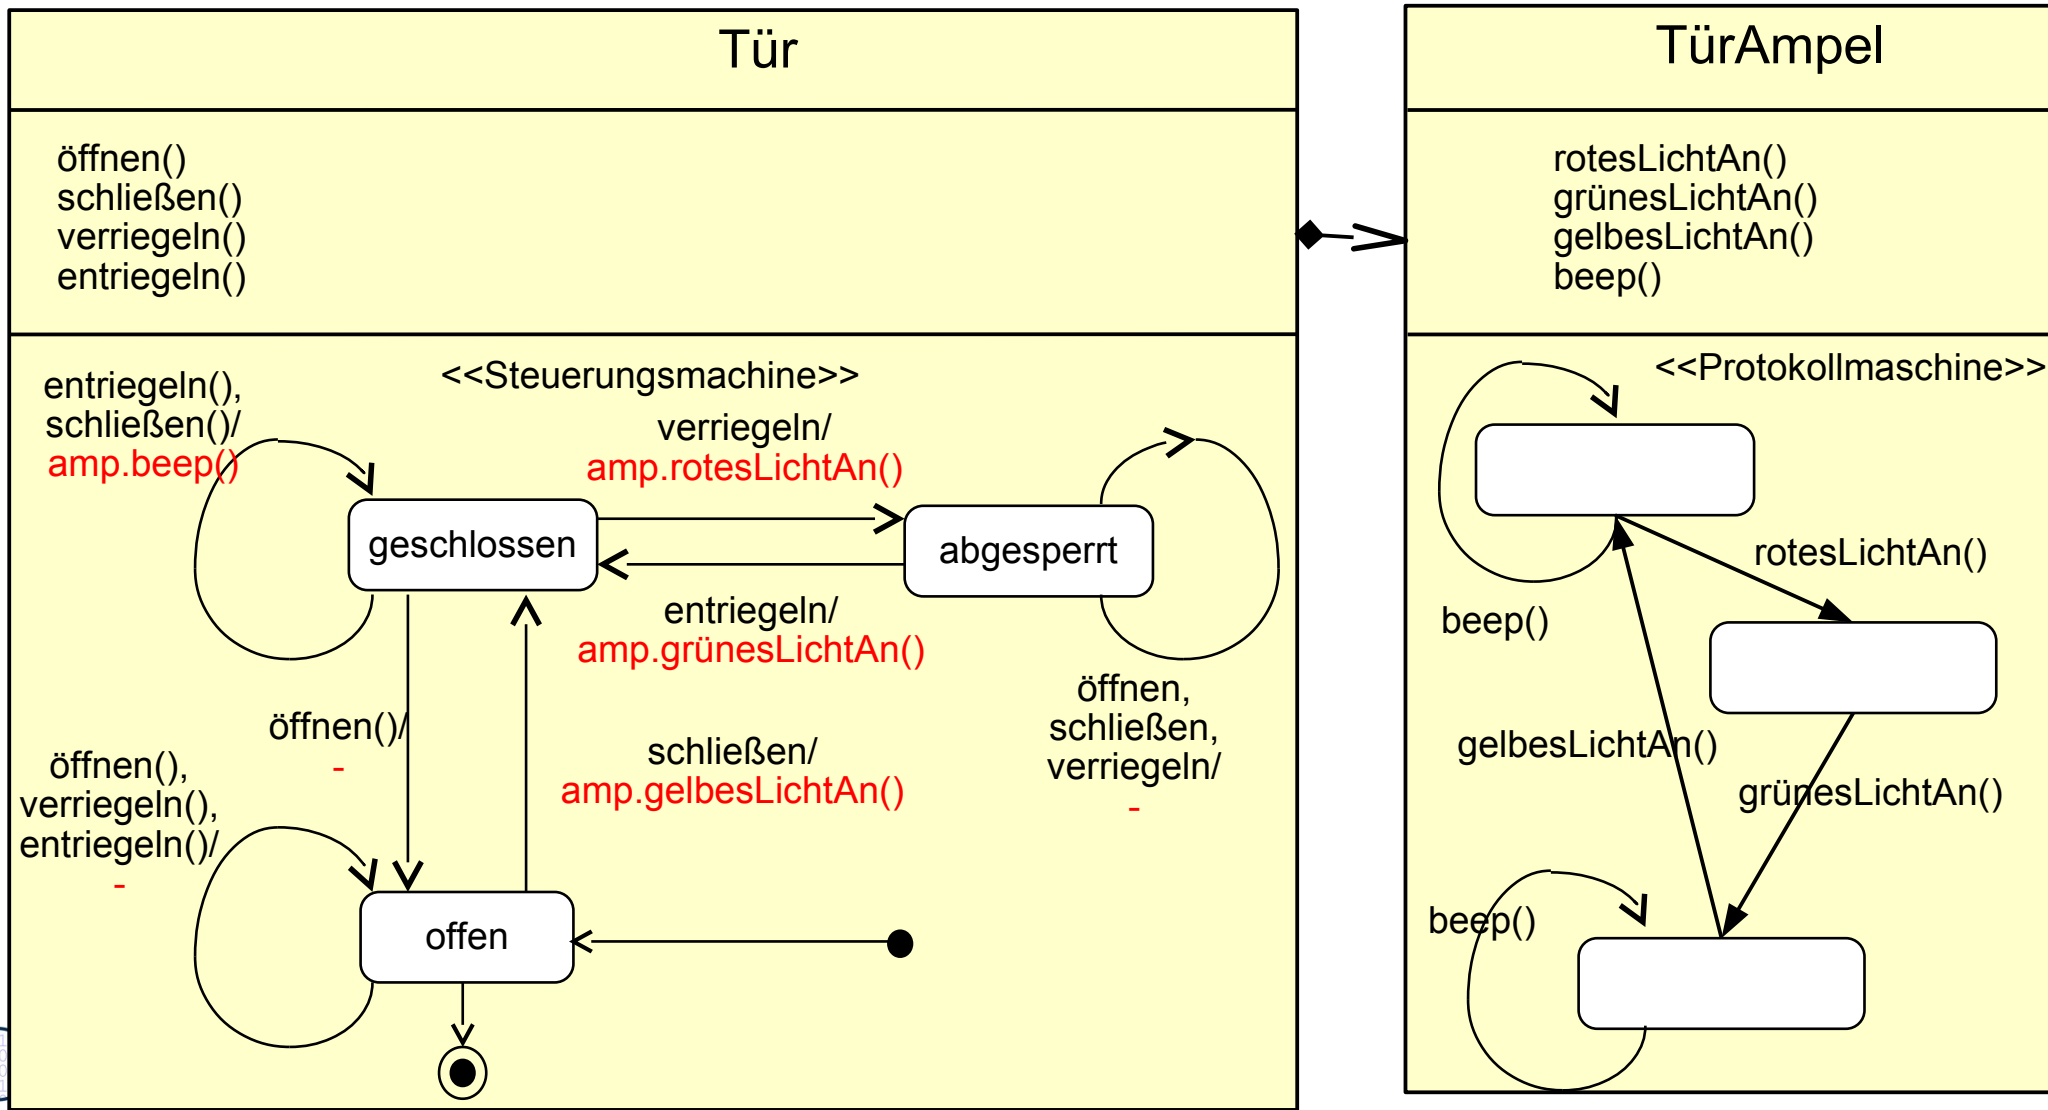 Tür
öffnen()
schließen()
verriegeln()
entriegeln()
<<Steuerungsmachine>>
entriegeln(),
schließen()/
amp.beep()
verriegeln/
amp.rotesLichtAn()
geschlossen
abgesperrt
entriegeln/
amp.grünesLichtAn()
öffnen()/
-
schließen/
amp.gelbesLichtAn()
öffnen,
schließen,
verriegeln/
-
öffnen(),
verriegeln(),
entriegeln()/
-
offen
TürAmpel
rotesLichtAn()
grünesLichtAn()
gelbesLichtAn()
beep()
<<Protokollmaschine>>
rotesLichtAn()
beep()
gelbesLichtAn()
grünesLichtAn()
beep()